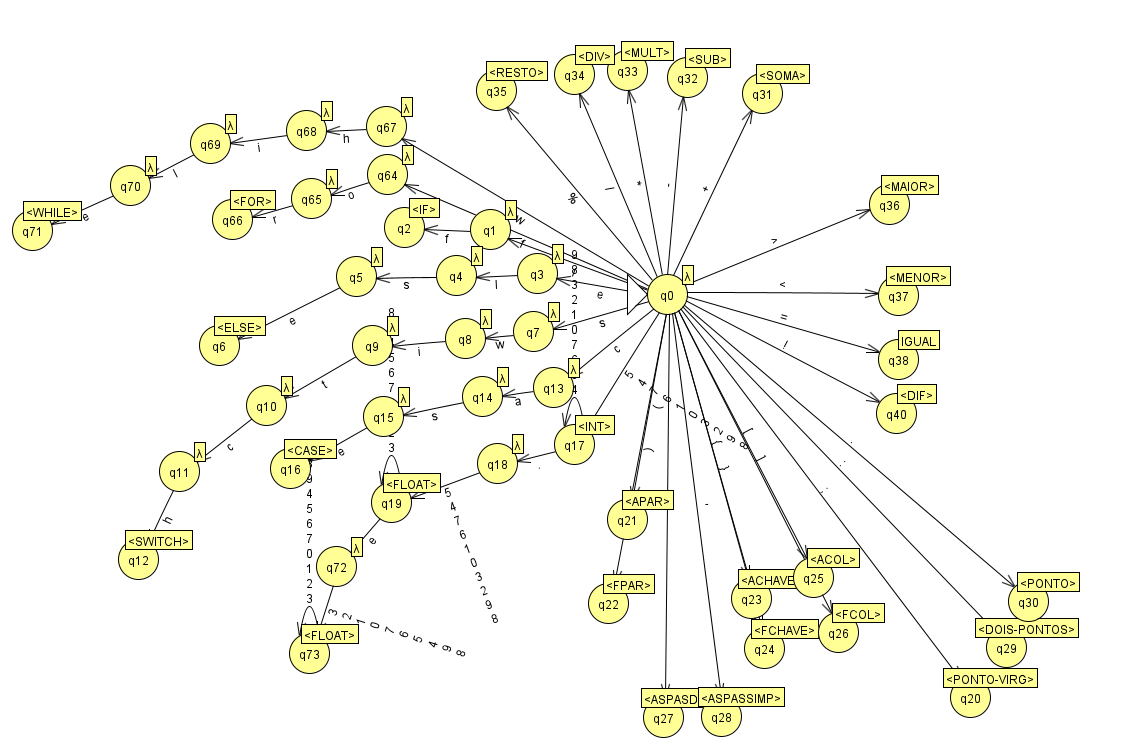 <RESTO>
q35
<DIV>
q34
<MULT>
q33
<SUB>
q32
<SOMA>
q31
%
/
*
-
+
λ
q67
h
λ
q68
i
λ
q69
l
λ
q70
e
<WHILE>
q71
w
λ
q64
o
λ
q65
r
<FOR>
q66
f
<IF>
q2
f
λ
q1
<MAIOR>
q36
>
<MENOR>
q37
<
IGUAL
q38
=
<DIF>
q40
!
λ
q0
λ
q3
e
l
λ
q4
s
λ
q5
e
<ELSE>
q6
9
8
3
2
1
0
7
6
4
λ
q7
s
w
λ
q8
i
λ
q9
t
λ
q10
c
λ
q11
h
<SWITCH>
q12
c
λ
q13
a
λ
q14
s
λ
q15
e
<CASE>
q16
8
5
6
7
2
3
5
4
7
6
1
0
3
2
9
8
<INT>
q17
.
λ
q18
<FLOAT>
q19
5
4
7
6
1
0
3
2
9
8
e
λ
q72
9
4
5
6
7
0
1
2
3
3
2
1
0
7
6
5
4
9
8
<FLOAT>
q73
(
)
{
}
[
]
<APAR>
q21
<FPAR>
q22
<ACHAVE
q23
<FCHAVE>
q24
<ACOL>
q25
<FCOL>
q26
<ASPASD
q27
<ASPASSIMP>
q28
<PONTO>
q30
<DOIS-PONTOS>
q29
<PONTO-VIRG>
q20